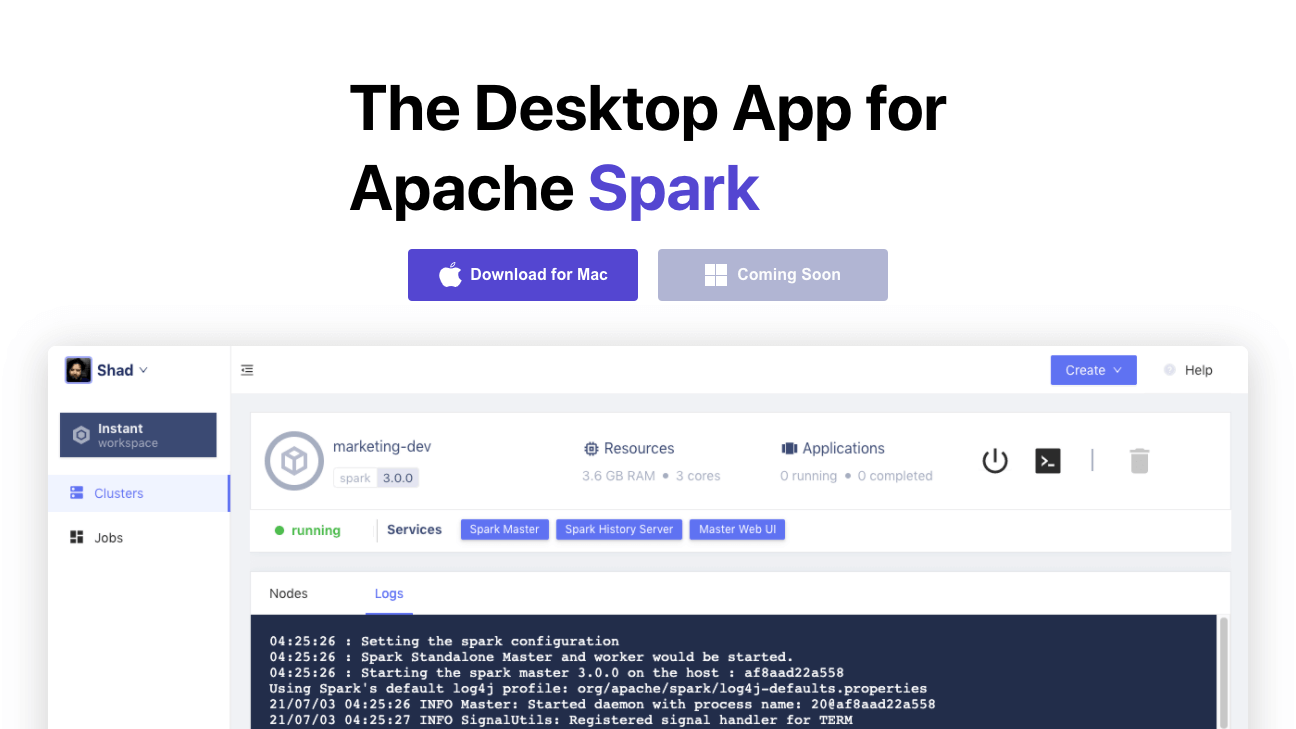 The Desktop App for
Apache Spark
Download for Mac
Coming Soon
Shad
Create
Help
Instant
workspace
Clusters
Jobs
marketing-dev
spark 3.0.0
Resources
3.6 GB RAM • 3 cores
Applications
0 running • 0 completed
running
Services
Spark Master
Spark History Server
Master Web UI
Nodes
Logs
04:25:26 : Setting the spark configuration
04:25:26 : Spark Standalone Master and worker would be started.
04:25:26 : Starting the spark master 3.0.0 on the host : af8aad22a558
Using Spark's default log4j profile: org/apache/spark/log4j-defaults.properties
21/07/03 04:25:26 INFO Master: Started daemon with process name: 20@af8aad22a558
21/07/03 04:25:27 INFO SignalUtils: Registered signal handler for TERM